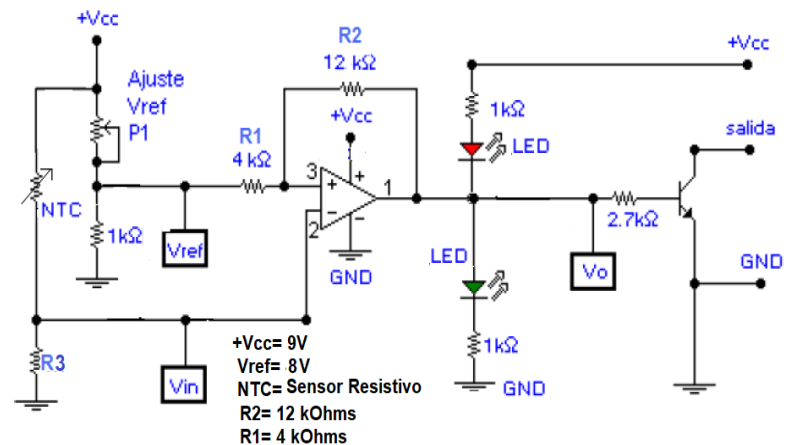 +Vcc
R2
12 kΩ
+Vcc
Ajuste
Vref
P1
+Vcc
1kΩ
LED
salida
R1
4 kΩ
3
+
+
1
-
-
2
NTC
1kΩ
Vref
GND
LED
2.7kΩ
Vo
GND
R3
Vin
1kΩ
GND
+Vcc= 9V
Vref= 8V
NTC= Sensor Resistivo
R2= 12 kOhms
R1= 4 kOhms